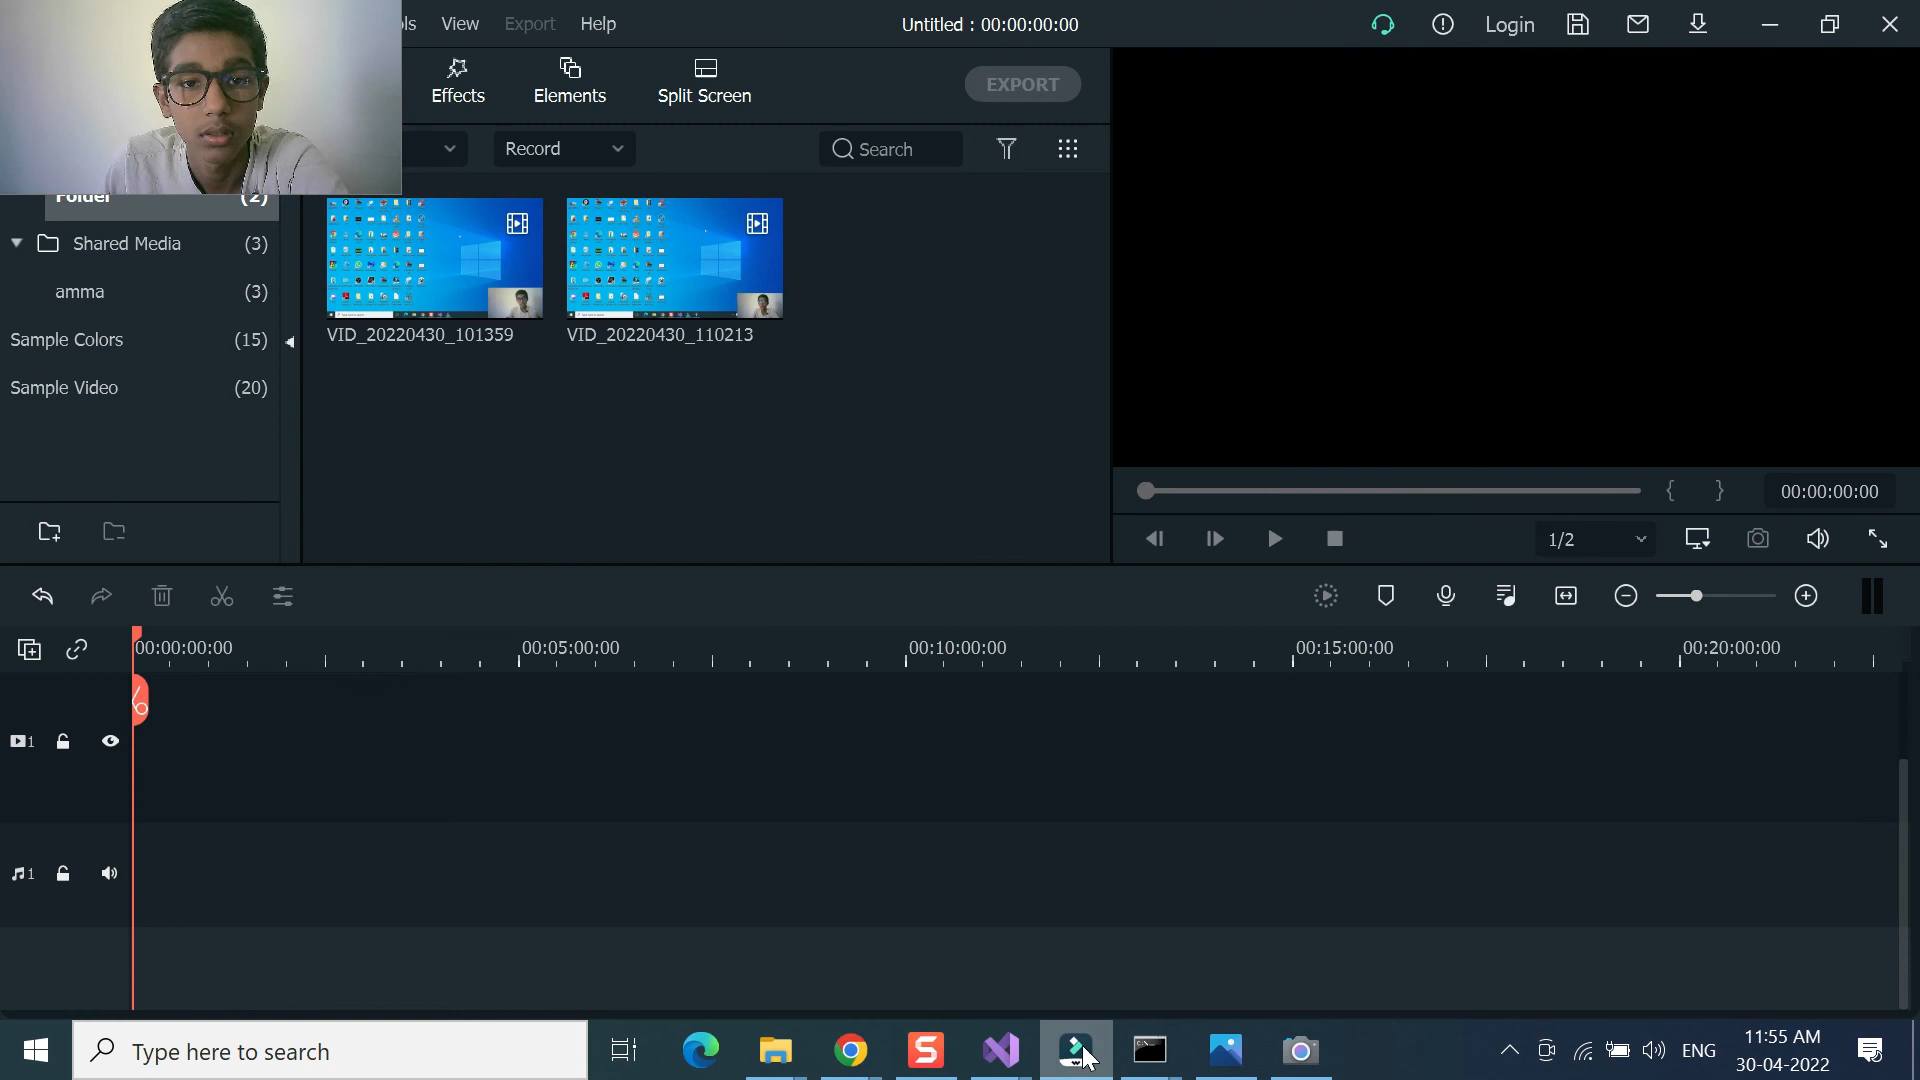 ls View Export Help
Untitled : 00:00:00:00
Login
Effects Elements Split Screen
EXPORT
Record
Search
Folder (2)
Shared Media (3)
amma (3)
Sample Colors (15)
Sample Video (20)
VID_20220430_101359
VID_20220430_110213
{ } 00:00:00:00
1/2
00:00:00:00 00:05:00:00 00:10:00:00 00:15:00:00 00:20:00:00
1
1
Type here to search
S
ENG
11:55 AM
30-04-2022